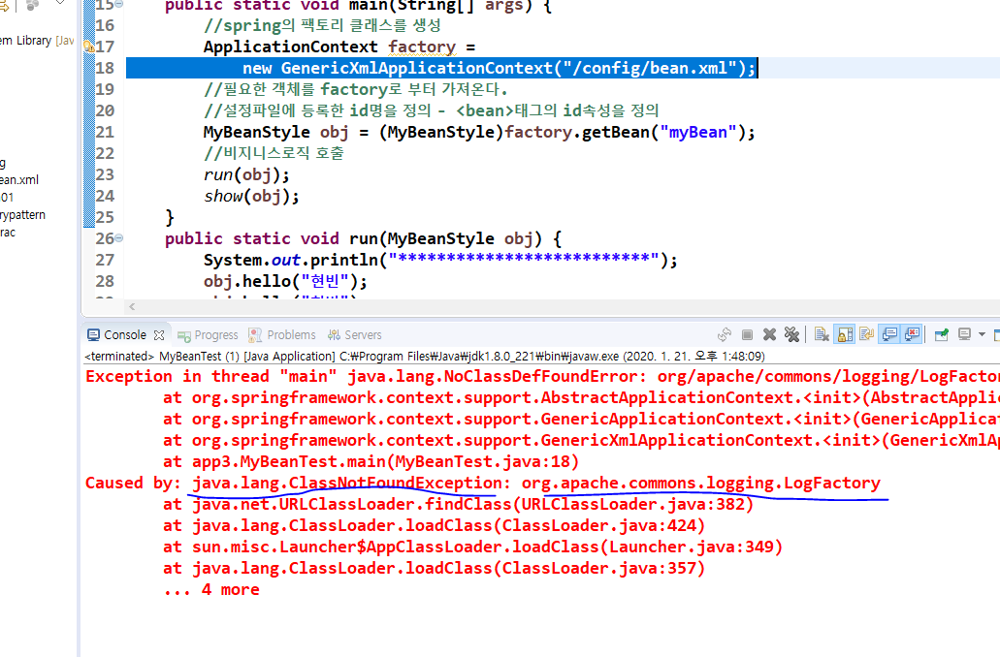 15 public static void main(String[] args) {
16 //spring의 팩토리 클래스를 생성
em Library [Jav
17 ApplicationContext factory =
18 new GenericXmlApplicationContext("/config/bean.xml");
19 //필요한 객체를 factory로 부터 가져온다.
20 //설정파일에 등록한 id명을 정의 - <bean>태그의 id속성을 정의
21 MyBeanStyle obj = (MyBeanStyle)factory.getBean("myBean");
22 //비지니스로직 호출
g
23 run(obj);
ean.xml
24 show(obj);
01
25 }
rypattern
26 public static void run(MyBeanStyle obj) {
rac
27 System.out.println("**************************");
28 obj.hello("현빈");
Console Progress Problems Servers
<terminated> MyBeanTest (1) [Java Application] C:₩Program Files₩Java₩jdk1.8.0_221₩bin₩javaw.exe (2020. 1. 21. 오후 1:48:09)
Exception in thread "main" java.lang.NoClassDefFoundError: org/apache/commons/logging/LogFactor
at org.springframework.context.support.AbstractApplicationContext.<init>(AbstractApplic
at org.springframework.context.support.GenericApplicationContext.<init>(GenericApplicat
at org.springframework.context.support.GenericXmlApplicationContext.<init>(GenericXmlAp
at app3.MyBeanTest.main(MyBeanTest.java:18)
Caused by: java.lang.ClassNotFoundException: org.apache.commons.logging.LogFactory
at java.net.URLClassLoader.findClass(URLClassLoader.java:382)
at java.lang.ClassLoader.loadClass(ClassLoader.java:424)
at sun.misc.Launcher$AppClassLoader.loadClass(Launcher.java:349)
at java.lang.ClassLoader.loadClass(ClassLoader.java:357)
... 4 more